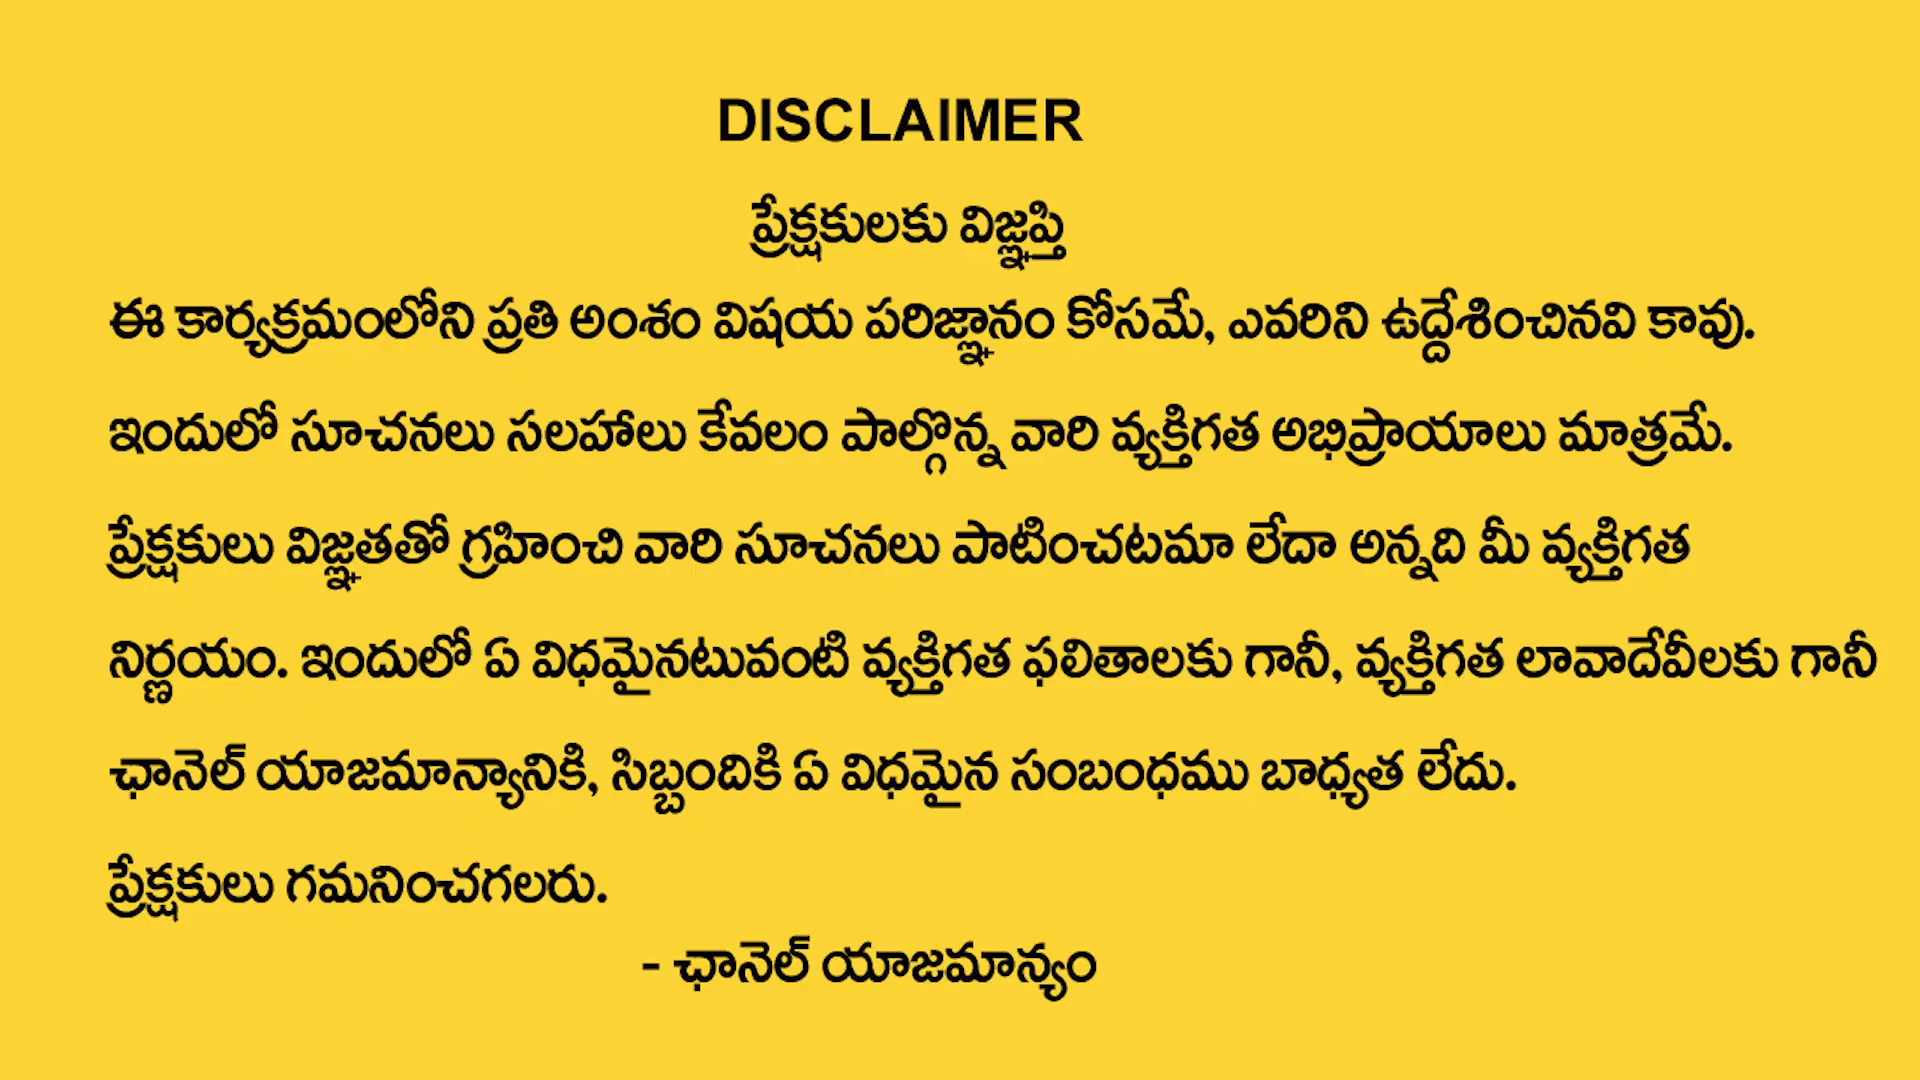 DISCLAIMER
ప్రేక్షకులకు విజ్ఞప్తి
ఈ కార్యక్రమంలోని ప్రతి అంశం విషయ పరిజ్ఞానం కోసమే, ఎవరిని ఉద్దేశించినవి కావు.
ఇందులో సూచనలు సలహాలు కేవలం పాల్గొన్న వారి వ్యక్తిగత అభిప్రాయాలు మాత్రమే.
ప్రేక్షకులు విజ్ఞతతో గ్రహించి వారి సూచనలు పాటించటమా లేదా అన్నది మీ వ్యక్తిగత
నిర్ణయం. ఇందులో ఏ విధమైనటువంటి వ్యక్తిగత ఫలితాలకు గానీ, వ్యక్తిగత లావాదేవీలకు గానీ
ఛానెల్ యాజమాన్యానికి, సిబ్బందికి ఏ విధమైన సంబంధము బాధ్యత లేదు.
ప్రేక్షకులు గమనించగలరు.
- ఛానెల్ యాజమాన్యం